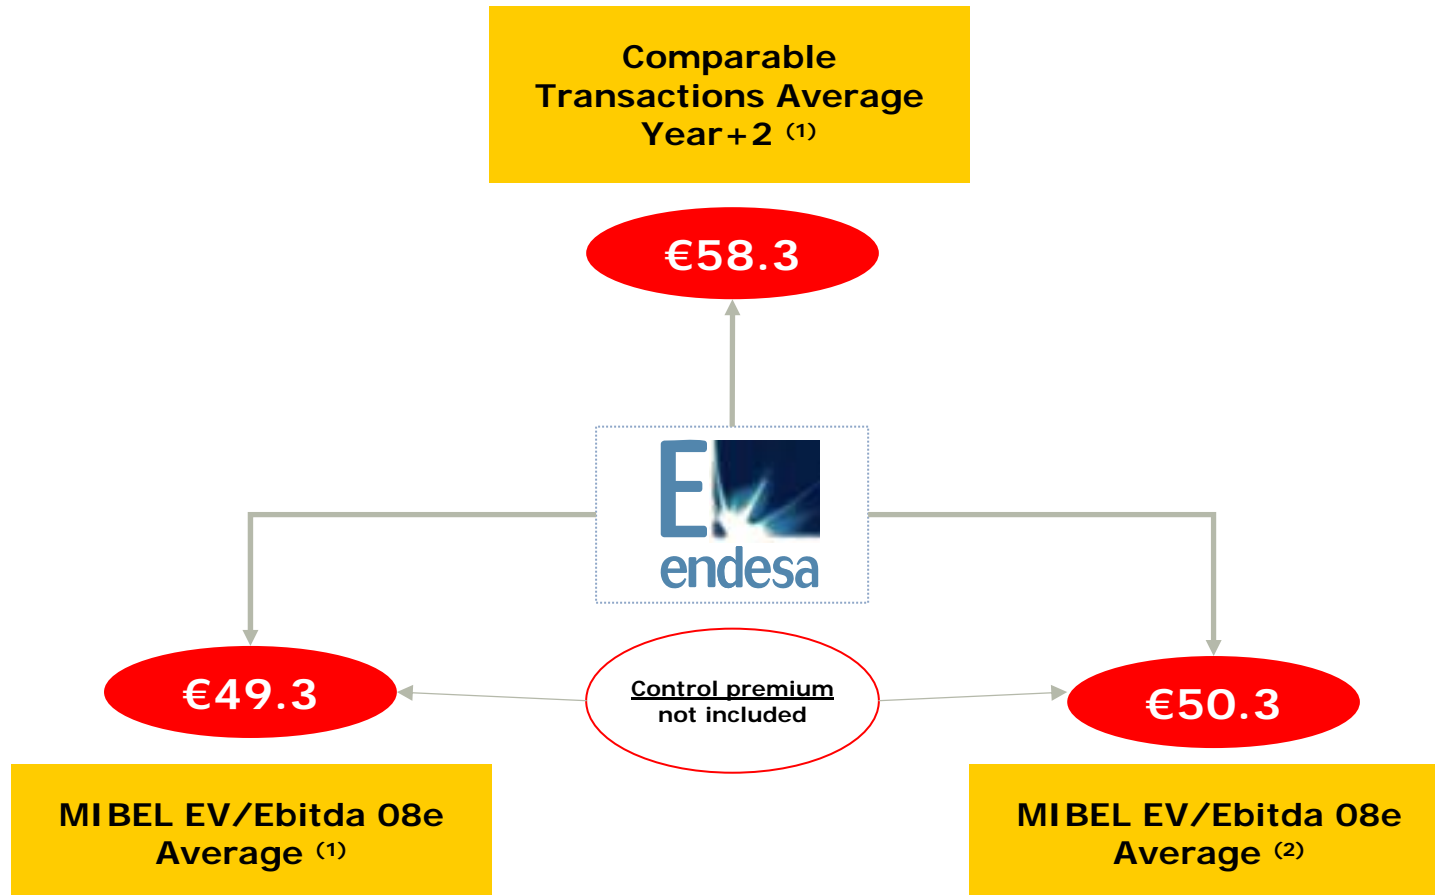 Comparable
Transactions Average
Year+2 (1)
€58.3
E
endesa
€49.3
Control premium
not included
€50.3
MIBEL EV/Ebitda 08e
Average (1)
MIBEL EV/Ebitda 08e
Average (2)